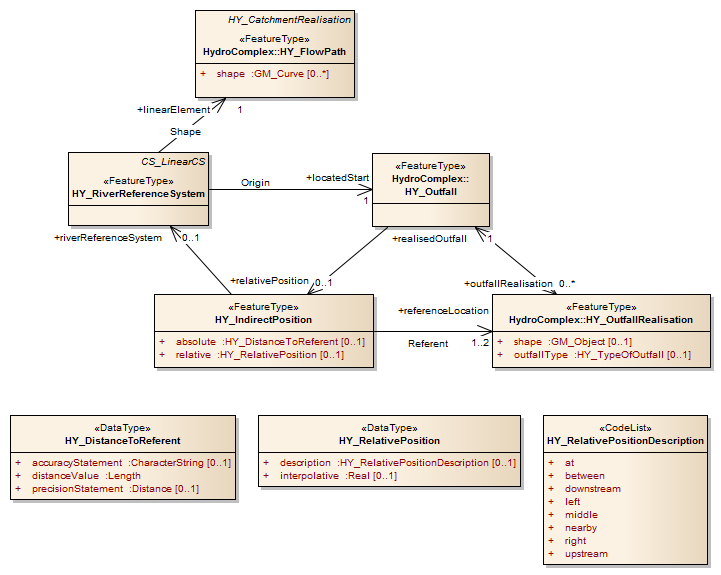 HY_CatchmentRealisation
«FeatureType»
HydroComplex::HY_FlowPath
+ shape :GM_Curve [0..*]
+linearElement
1
Shape
CS_LinearCS
«FeatureType»
HY_RiverReferenceSystem
Origin
+locatedStart
1
«FeatureType»
HydroComplex::
HY_Outfall
+riverReferenceSystem
0..1
+realisedOutfall
1
+relativePosition
0..1
+outfallRealisation
0..*
«FeatureType»
HY_IndirectPosition
+ absolute :HY_DistanceToReferent [0..1]
+ relative :HY_RelativePosition [0..1]
+referenceLocation
Referent
1..2
«FeatureType»
HydroComplex::HY_OutfallRealisation
+ shape :GM_Object [0..1]
+ outfallType :HY_TypeOfOutfall [0..1]
«DataType»
HY_DistanceToReferent
+ accuracyStatement :CharacterString [0..1]
+ distanceValue :Length
+ precisionStatement :Distance [0..1]
«DataType»
HY_RelativePosition
+ description :HY_RelativePositionDescription [0..1]
+ interpolative :Real [0..1]
«CodeList»
HY_RelativePositionDescription
+ at
+ between
+ downstream
+ left
+ middle
+ nearby
+ right
+ upstream